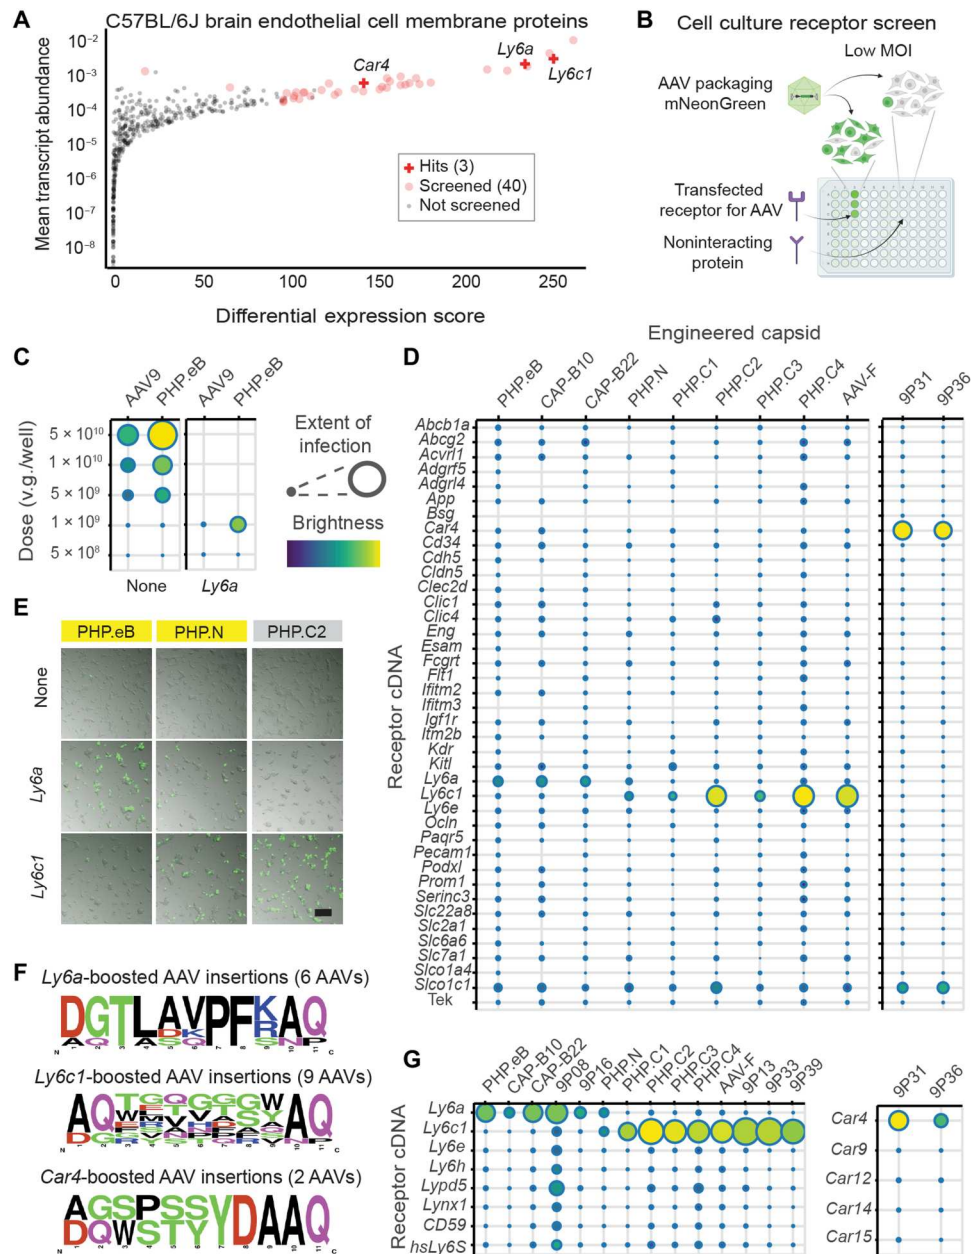 A
C57BL/6J brain endothelial cell membrane proteins
Mean transcript abundance
10⁻²
10⁻³
10⁻⁴
10⁻⁵
10⁻⁶
10⁻⁷
10⁻⁸
Car4
Ly6a
Ly6c1
Hits (3)
Screened (40)
Not screened
0 50 100 150 200 250
Differential expression score
B
Cell culture receptor screen
Low MOI
AAV packaging
mNeonGreen
Transfected
receptor for AAV
Noninteracting
protein
C
AAV9 PHP.eB AAV9 PHP.eB
Dose (v.g./well)
5 × 10¹⁰
1 × 10¹⁰
5 × 10⁹
1 × 10⁹
5 × 10⁸
None Ly6a
Extent of
infection
Brightness
D
Engineered capsid
PHP.eB CAP-B10 CAP-B22 PHP.N PHP.C1 PHP.C2 PHP.C3 PHP.C4 AAV-F 9P31 9P36
Receptor cDNA
Abcb1a
Abcg2
Acvrl1
Adgrf5
Adgrl4
App
Bsg
Car4
Cd34
Cdh5
Cldn5
Clec2d
Clic1
Clic4
Eng
Esam
Fcgrt
Flt1
Ifitm2
Ifitm3
Igf1r
Itm2b
Kdr
Kitl
Ly6a
Ly6c1
Ly6e
Ocln
Paqr5
Pecam1
Podxl
Prom1
Serinc3
Slc22a8
Slc2a1
Slc6a6
Slc7a1
Slco1a4
Slco1c1
Tek
E
PHP.eB PHP.N PHP.C2
None
Ly6a
Ly6c1
F
Ly6a-boosted AAV insertions (6 AAVs)
DGTLAVPFKAQ
Ly6c1-boosted AAV insertions (9 AAVs)
Car4-boosted AAV insertions (2 AAVs)
AGSPSSYDAAQ
DQWSTYY
G
PHP.eB CAP-B10 CAP-B22 9P08 9P16 PHP.N PHP.C1 PHP.C2 PHP.C3 PHP.C4 AAV-F 9P13 9P33 9P39
Receptor cDNA
Ly6a
Ly6c1
Ly6e
Ly6h
Lypd5
Lynx1
CD59
hsLy6S
9P31 9P36
Car4
Car9
Car12
Car14
Car15